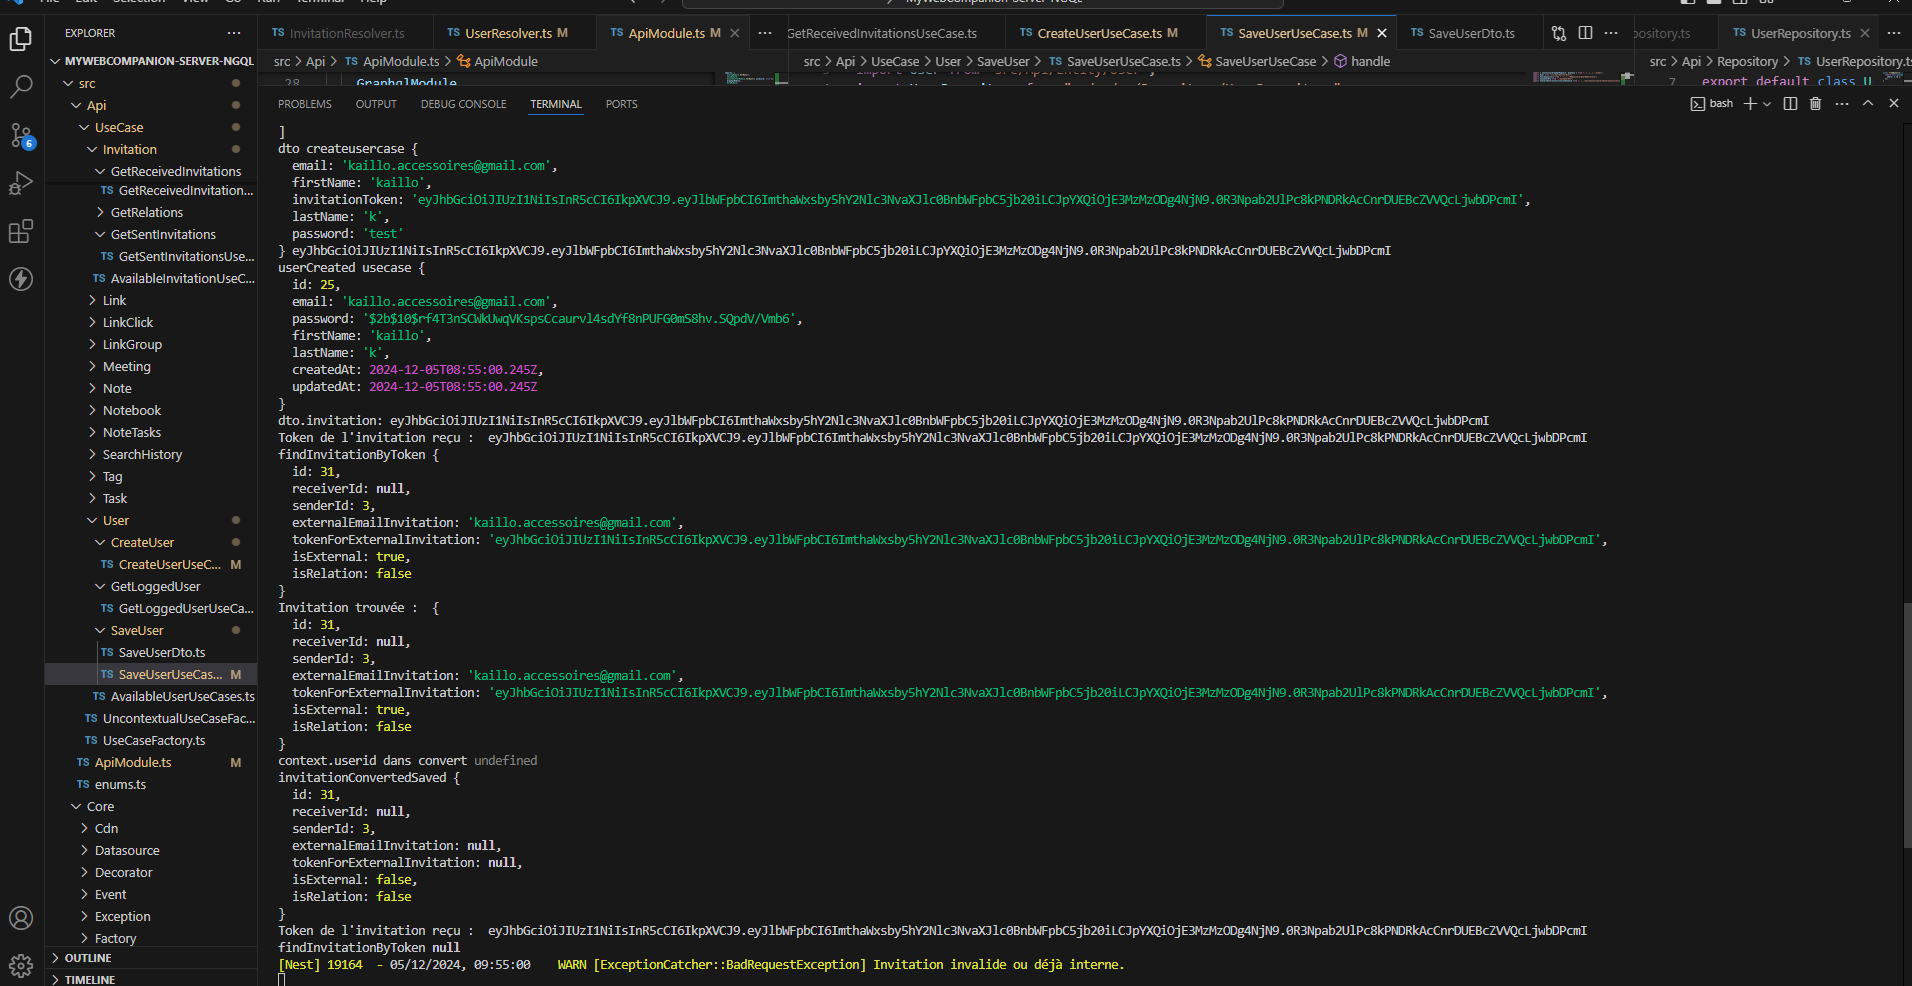 MyWebCompanion-Server-NGQL
EXPLORER
InvitationResolver.ts
UserResolver.ts M
ApiModule.ts M
GetReceivedInvitationsUseCase.ts
CreateUserUseCase.ts M
SaveUserUseCase.ts M
SaveUserDto.ts
UserRepository.ts
MYWEBCOMPANION-SERVER-NGQL
src > Api > ApiModule.ts > ApiModule
src > Api > UseCase > User > SaveUser > SaveUserUseCase.ts > SaveUserUseCase > handle
src > Api > Repository > UserRepository.ts
28 GraphqlModule
7 export default class U
PROBLEMS OUTPUT DEBUG CONSOLE TERMINAL PORTS
bash
src
Api
UseCase
Invitation
GetReceivedInvitations
GetReceivedInvitation...
GetRelations
GetSentInvitations
GetSentInvitationsUse...
AvailableInvitationUseC...
Link
LinkClick
LinkGroup
Meeting
Note
Notebook
NoteTasks
SearchHistory
Tag
Task
User
CreateUser
CreateUserUseC... M
GetLoggedUser
GetLoggedUserUseCa...
SaveUser
SaveUserDto.ts
SaveUserUseCas... M
AvailableUserUseCases.ts
UncontextualUseCaseFac...
UseCaseFactory.ts
ApiModule.ts M
enums.ts
Core
Cdn
Datasource
Decorator
Event
Exception
Factory
OUTLINE
TIMELINE
6
]
dto createusercase {
email: 'kaillo.accessoires@gmail.com',
firstName: 'kaillo',
invitationToken: 'eyJhbGciOiJIUzI1NiIsInR5cCI6IkpXVCJ9.eyJlbWFpbCI6ImthaWxsby5hY2Nlc3NvaXJlc0BnbWFpbC5jb20iLCJpYXQiOjE3MzMzODg4NjN9.0R3Npab2UlPc8kPNDRkAcCnrDUEBcZVVQcLjwbDPcmI',
lastName: 'k',
password: 'test'
} eyJhbGciOiJIUzI1NiIsInR5cCI6IkpXVCJ9.eyJlbWFpbCI6ImthaWxsby5hY2Nlc3NvaXJlc0BnbWFpbC5jb20iLCJpYXQiOjE3MzMzODg4NjN9.0R3Npab2UlPc8kPNDRkAcCnrDUEBcZVVQcLjwbDPcmI
userCreated usecase {
id: 25,
email: 'kaillo.accessoires@gmail.com',
password: '$2b$10$rf4T3nSCWkUwqVKspsCcaurvl4sdYf8nPUFG0mS8hv.SQpdV/Vmb6',
firstName: 'kaillo',
lastName: 'k',
createdAt: 2024-12-05T08:55:00.245Z,
updatedAt: 2024-12-05T08:55:00.245Z
}
dto.invitation: eyJhbGciOiJIUzI1NiIsInR5cCI6IkpXVCJ9.eyJlbWFpbCI6ImthaWxsby5hY2Nlc3NvaXJlc0BnbWFpbC5jb20iLCJpYXQiOjE3MzMzODg4NjN9.0R3Npab2UlPc8kPNDRkAcCnrDUEBcZVVQcLjwbDPcmI
Token de l'invitation reçu :  eyJhbGciOiJIUzI1NiIsInR5cCI6IkpXVCJ9.eyJlbWFpbCI6ImthaWxsby5hY2Nlc3NvaXJlc0BnbWFpbC5jb20iLCJpYXQiOjE3MzMzODg4NjN9.0R3Npab2UlPc8kPNDRkAcCnrDUEBcZVVQcLjwbDPcmI
findInvitationByToken {
id: 31,
receiverId: null,
senderId: 3,
externalEmailInvitation: 'kaillo.accessoires@gmail.com',
tokenForExternalInvitation: 'eyJhbGciOiJIUzI1NiIsInR5cCI6IkpXVCJ9.eyJlbWFpbCI6ImthaWxsby5hY2Nlc3NvaXJlc0BnbWFpbC5jb20iLCJpYXQiOjE3MzMzODg4NjN9.0R3Npab2UlPc8kPNDRkAcCnrDUEBcZVVQcLjwbDPcmI',
isExternal: true,
isRelation: false
}
Invitation trouvée :  {
id: 31,
receiverId: null,
senderId: 3,
externalEmailInvitation: 'kaillo.accessoires@gmail.com',
tokenForExternalInvitation: 'eyJhbGciOiJIUzI1NiIsInR5cCI6IkpXVCJ9.eyJlbWFpbCI6ImthaWxsby5hY2Nlc3NvaXJlc0BnbWFpbC5jb20iLCJpYXQiOjE3MzMzODg4NjN9.0R3Npab2UlPc8kPNDRkAcCnrDUEBcZVVQcLjwbDPcmI',
isExternal: true,
isRelation: false
}
context.userid dans convert undefined
invitationConvertedSaved {
id: 31,
receiverId: null,
senderId: 3,
externalEmailInvitation: null,
tokenForExternalInvitation: null,
isExternal: false,
isRelation: false
}
Token de l'invitation reçu :  eyJhbGciOiJIUzI1NiIsInR5cCI6IkpXVCJ9.eyJlbWFpbCI6ImthaWxsby5hY2Nlc3NvaXJlc0BnbWFpbC5jb20iLCJpYXQiOjE3MzMzODg4NjN9.0R3Npab2UlPc8kPNDRkAcCnrDUEBcZVVQcLjwbDPcmI
findInvitationByToken null
[Nest] 19164  - 05/12/2024, 09:55:00    WARN [ExceptionCatcher::BadRequestException] Invitation invalide ou déjà interne.